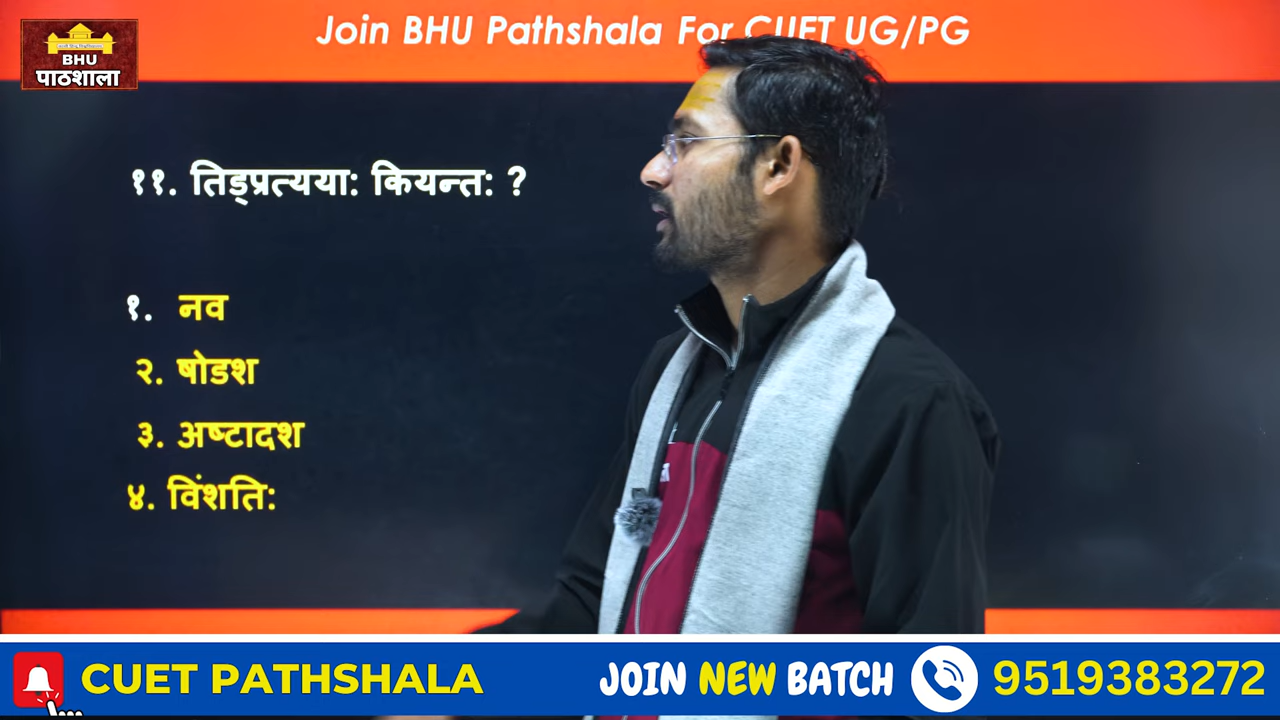 Join BHU Pathshala For CUET UG/PG
BHU
पाठशाला
११. तिड्प्रत्ययाः कियन्तः ?
१. नव
२. षोडश
३. अष्टादश
४. विंशतिः
CUET PATHSHALA
JOIN NEW BATCH
9519383272